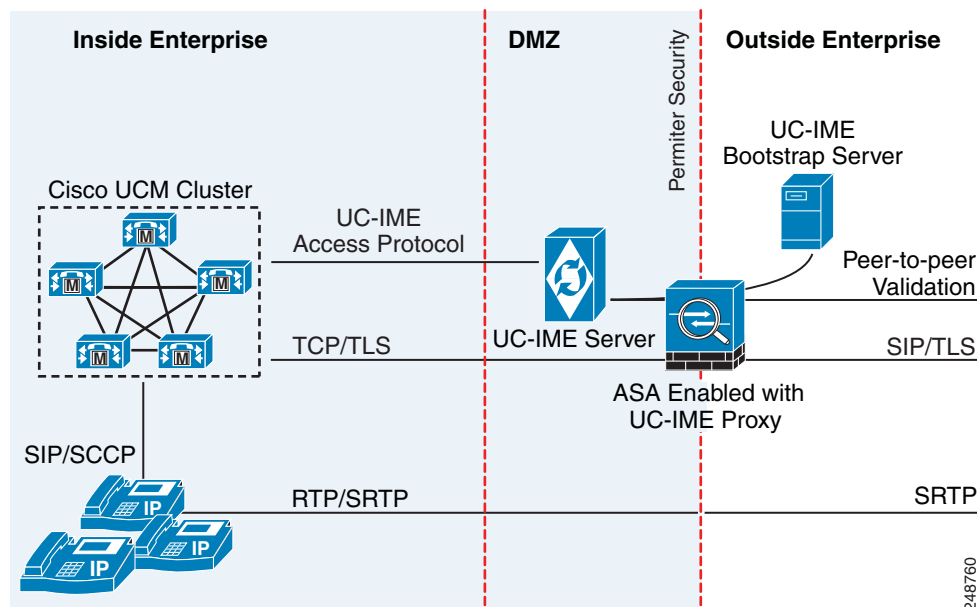 Inside Enterprise
DMZ
Outside Enterprise
Permiter Security
UC-IME
Bootstrap Server
Cisco UCM Cluster
M
M
M
M
M
UC-IME
Access Protocol
Peer-to-peer
Validation
UC-IME Server
TCP/TLS
SIP/TLS
ASA Enabled with
UC-IME Proxy
SIP/SCCP
IP
IP
IP
RTP/SRTP
SRTP
248760